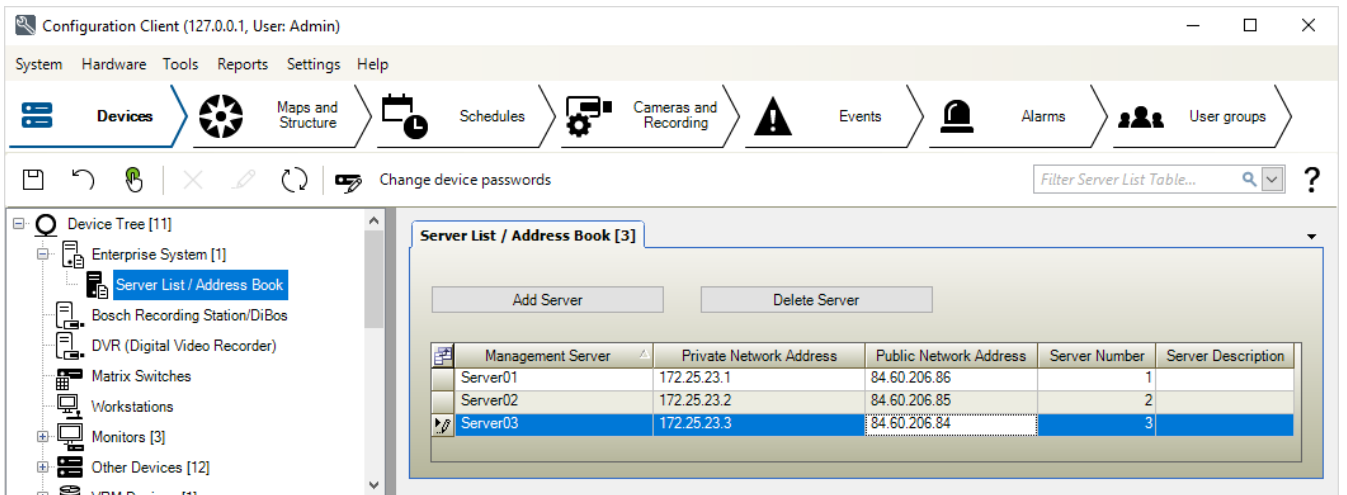 Configuration Client (127.0.0.1, User: Admin)
System Hardware Tools Reports Settings Help
Devices
Maps and Structure
Schedules
Cameras and Recording
Events
Alarms
User groups
Change device passwords
Filter Server List Table...
?
Device Tree [11]
Enterprise System [1]
Server List / Address Book
Bosch Recording Station/DiBos
DVR (Digital Video Recorder)
Matrix Switches
Workstations
Monitors [3]
Other Devices [12]
Server List / Address Book [3]
Add Server Delete Server
Management Server Private Network Address Public Network Address Server Number Server Description
Server01 172.25.23.1 84.60.206.86 1
Server02 172.25.23.2 84.60.206.85 2
Server03 172.25.23.3 84.60.206.84 3